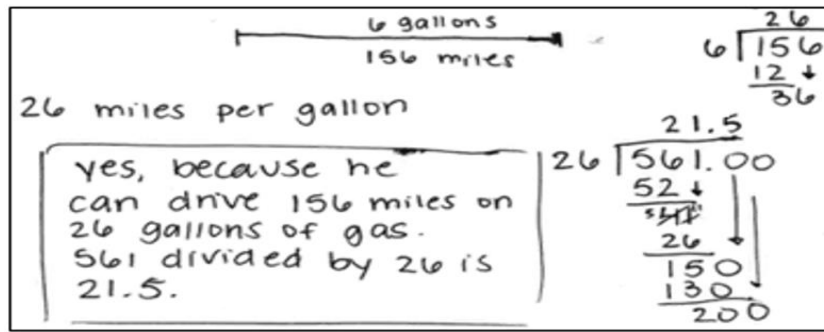 6 gallons
156 miles
26
6 156
12
36
26 miles per gallon
21.5
26 561.00
52
26
150
130
200
yes, because he
can drive 156 miles on
26 gallons of gas.
561 divided by 26 is
21.5.